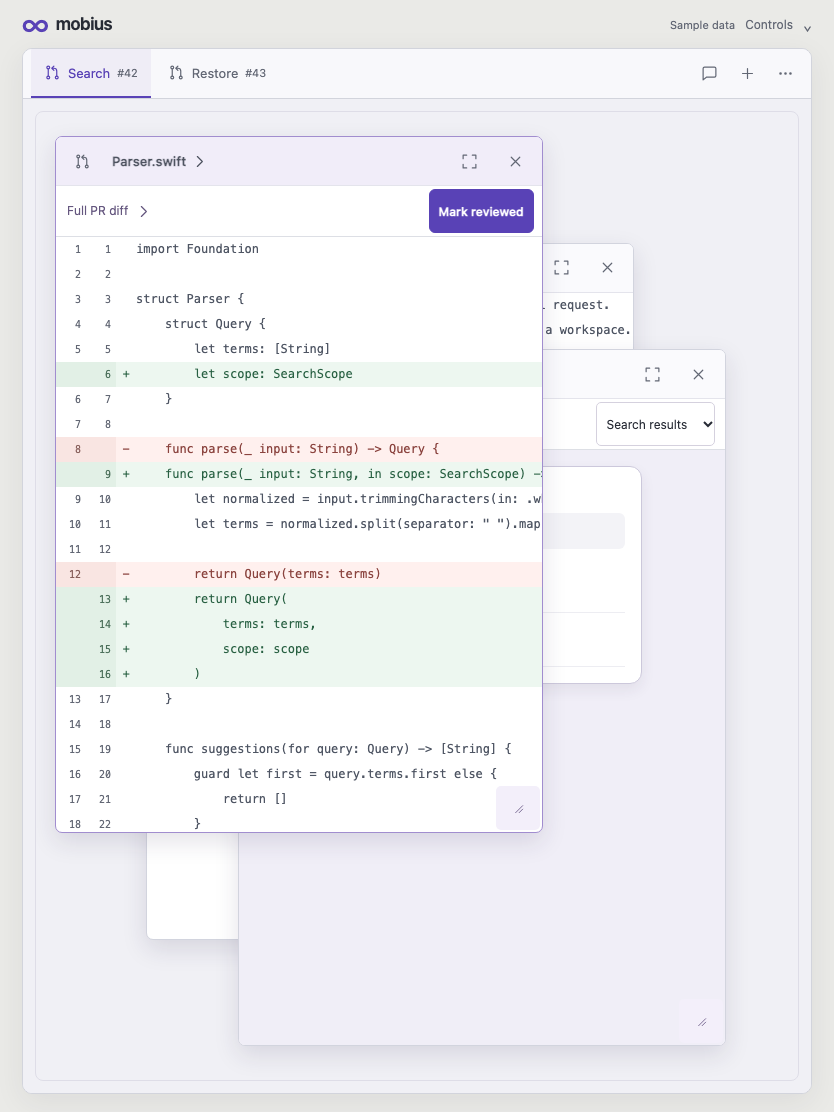 mobius
Sample data Controls
Search #42 Restore #43
Parser.swift
Full PR diff
Mark reviewed
1 1 import Foundation
2 2
3 3 struct Parser {
4 4 struct Query {
5 5 let terms: [String]
6 + let scope: SearchScope
6 7 }
7 8
8 - func parse(_ input: String) -> Query {
9 + func parse(_ input: String, in scope: SearchScope) ->
9 10 let normalized = input.trimmingCharacters(in: .w
10 11 let terms = normalized.split(separator: " ").map
11 12
12 - return Query(terms: terms)
13 + return Query(
14 + terms: terms,
15 + scope: scope
16 + )
13 17 }
14 18
15 19 func suggestions(for query: Query) -> [String] {
16 20 guard let first = query.terms.first else {
17 21 return []
18 22 }
request.
a workspace.
Search results